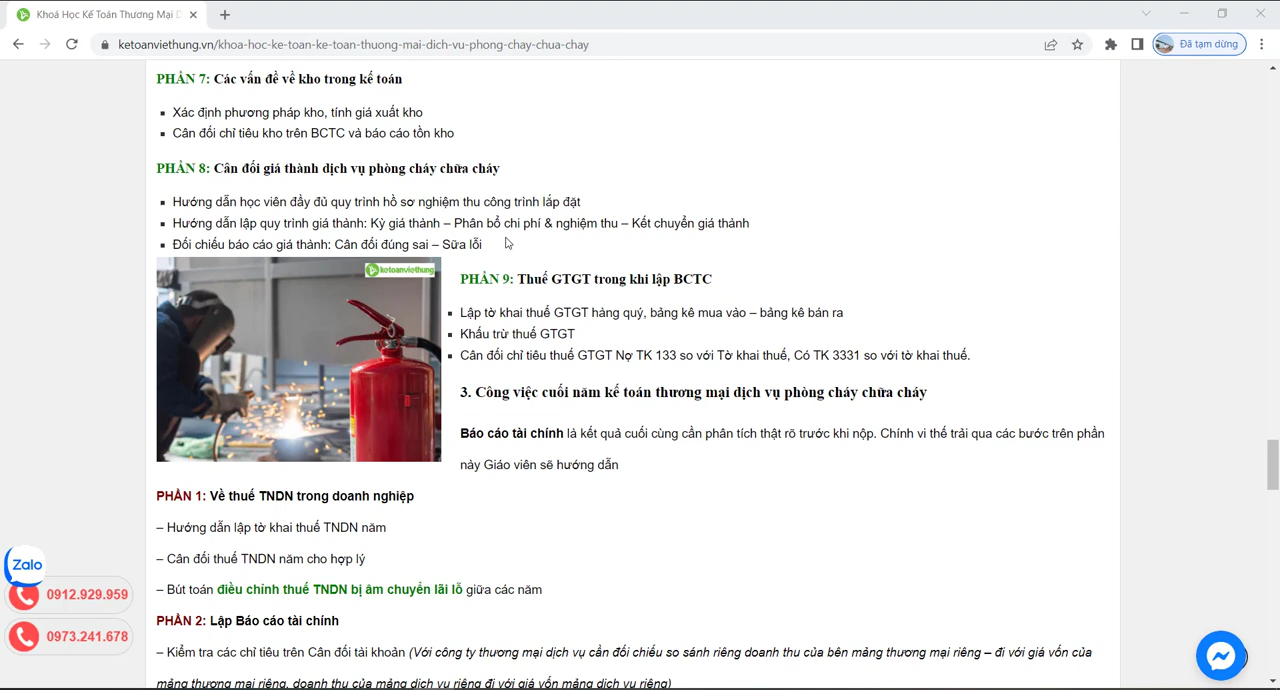 Khoá Học Kế Toán Thương Mại D
ketoanviethung.vn/khoa-hoc-ke-toan-ke-toan-thuong-mai-dich-vu-phong-chay-chua-chay
Đã tạm dừng
PHẦN 7: Các vấn đề về kho trong kế toán
▪ Xác định phương pháp kho, tính giá xuất kho
▪ Cân đối chỉ tiêu kho trên BCTC và báo cáo tồn kho
PHẦN 8: Cân đối giá thành dịch vụ phòng cháy chữa cháy
▪ Hướng dẫn học viên đầy đủ quy trình hồ sơ nghiệm thu công trình lắp đặt
▪ Hướng dẫn lập quy trình giá thành: Kỳ giá thành – Phân bổ chi phí & nghiệm thu – Kết chuyển giá thành
▪ Đối chiếu báo cáo giá thành: Cân đối đúng sai – Sữa lỗi
ketoanviethung
PHẦN 9: Thuế GTGT trong khi lập BCTC
▪ Lập tờ khai thuế GTGT hàng quý, bảng kê mua vào – bảng kê bán ra
▪ Khấu trừ thuế GTGT
▪ Cân đối chỉ tiêu thuế GTGT Nợ TK 133 so với Tờ khai thuế, Có TK 3331 so với tờ khai thuế.
3. Công việc cuối năm kế toán thương mại dịch vụ phòng cháy chữa cháy
Báo cáo tài chính là kết quả cuối cùng cần phân tích thật rõ trước khi nộp. Chính vì thế trải qua các bước trên phần
này Giáo viên sẽ hướng dẫn
PHẦN 1: Về thuế TNDN trong doanh nghiệp
– Hướng dẫn lập tờ khai thuế TNDN năm
– Cân đối thuế TNDN năm cho hợp lý
– Bút toán điều chỉnh thuế TNDN bị âm chuyển lãi lỗ giữa các năm
PHẦN 2: Lập Báo cáo tài chính
– Kiểm tra các chỉ tiêu trên Cân đối tài khoản (Với công ty thương mại dịch vụ cần đối chiếu so sánh riêng doanh thu của bên mảng thương mại riêng – đi với giá vốn của
mảng thương mại riêng, doanh thu của mảng dịch vụ riêng đi với giá vốn mảng dịch vụ riêng)
Zalo
0912.929.959
0973.241.678